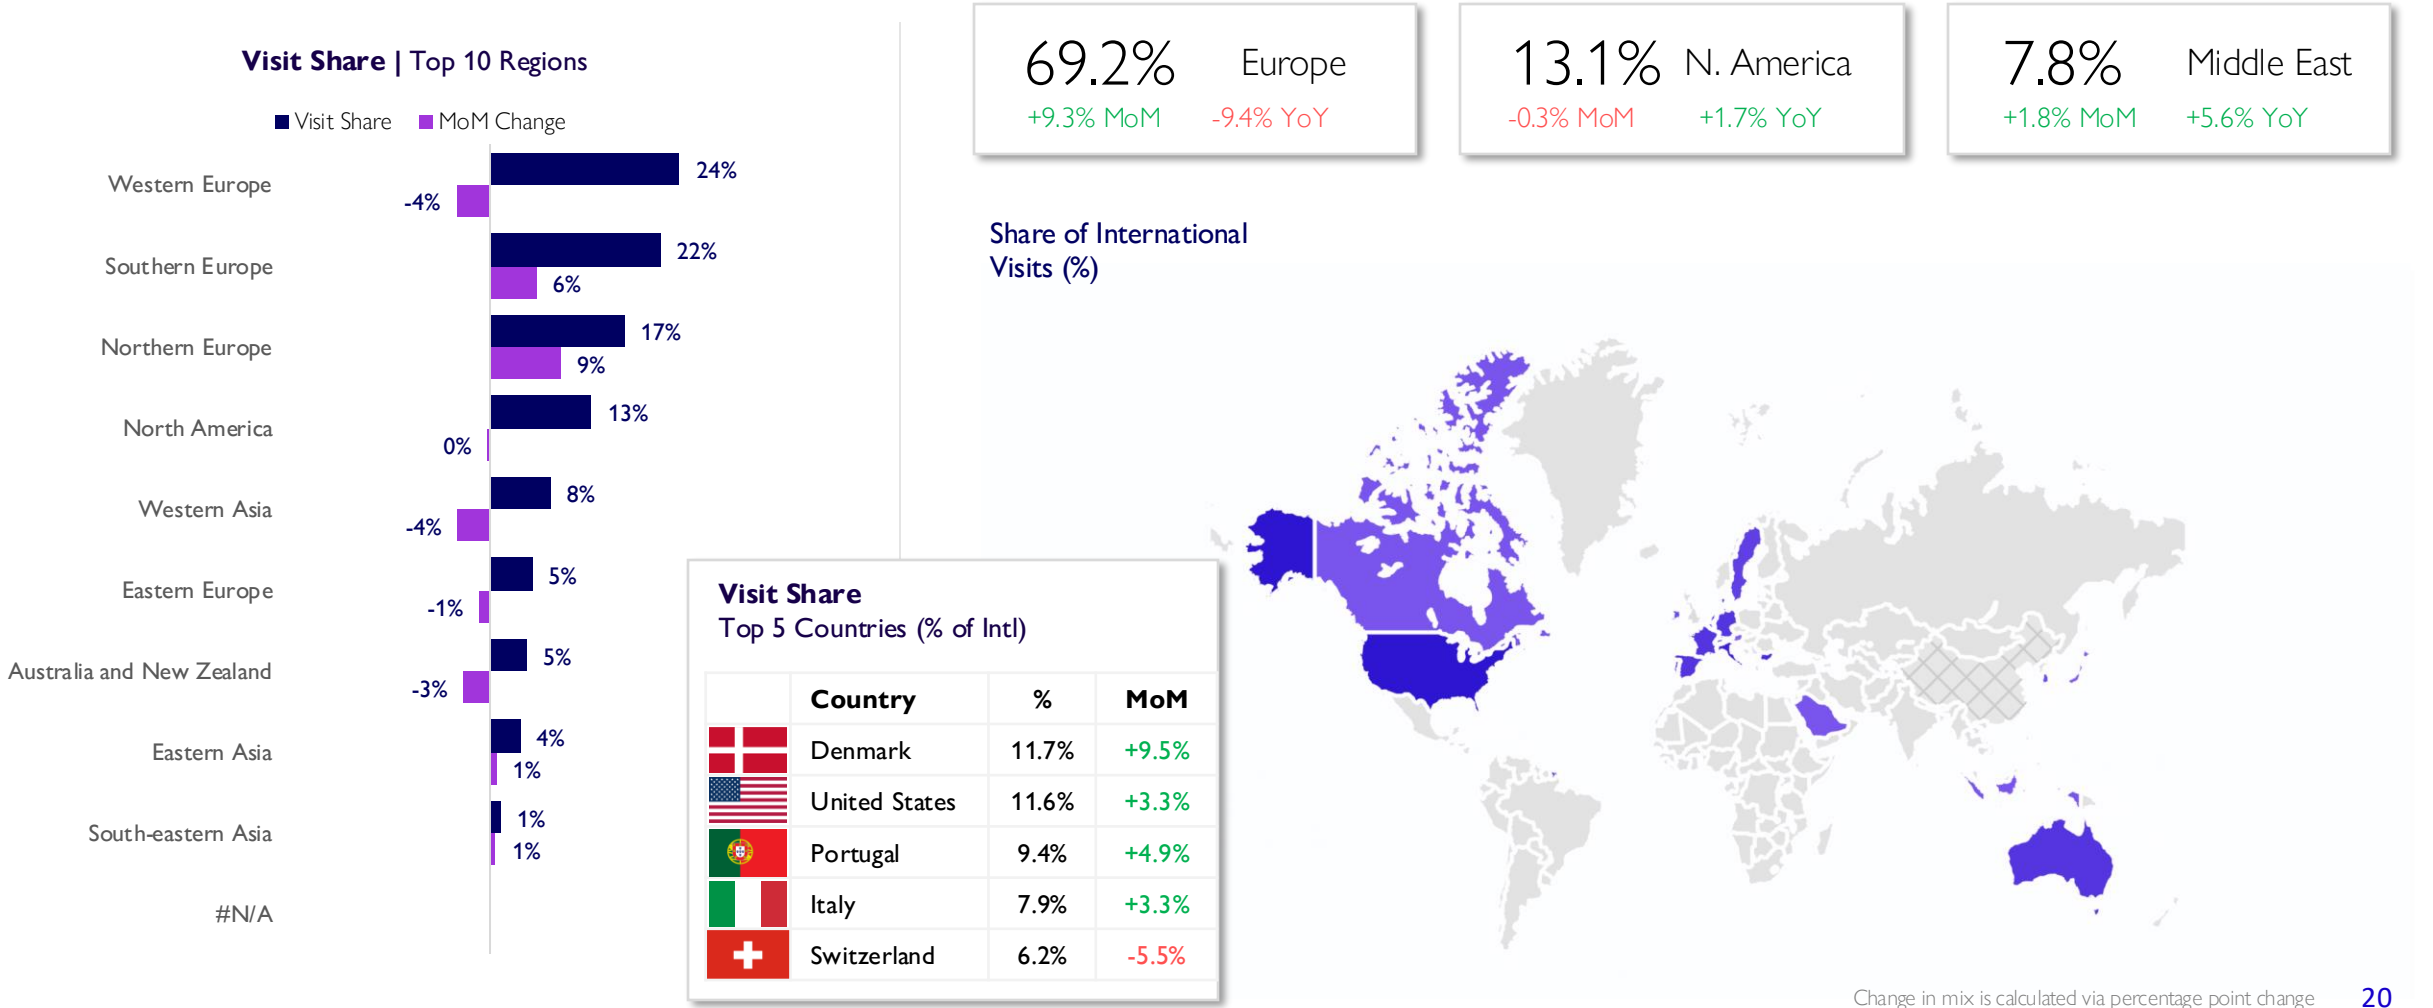 Visit Share | Top 10 Regions
Visit Share MoM Change
Western Europe 24%
-4%
Southern Europe 22%
6%
Northern Europe 17%
9%
North America 13%
0%
Western Asia 8%
-4%
Eastern Europe 5%
-1%
Australia and New Zealand 5%
-3%
Eastern Asia 4%
1%
South-eastern Asia 1%
1%
#N/A
69.2% Europe
+9.3% MoM -9.4% YoY
13.1% N. America
-0.3% MoM +1.7% YoY
7.8% Middle East
+1.8% MoM +5.6% YoY
Share of International
Visits (%)
Visit Share
Top 5 Countries (% of Intl)
Country % MoM
Denmark 11.7% +9.5%
United States 11.6% +3.3%
Portugal 9.4% +4.9%
Italy 7.9% +3.3%
Switzerland 6.2% -5.5%
Change in mix is calculated via percentage point change 20